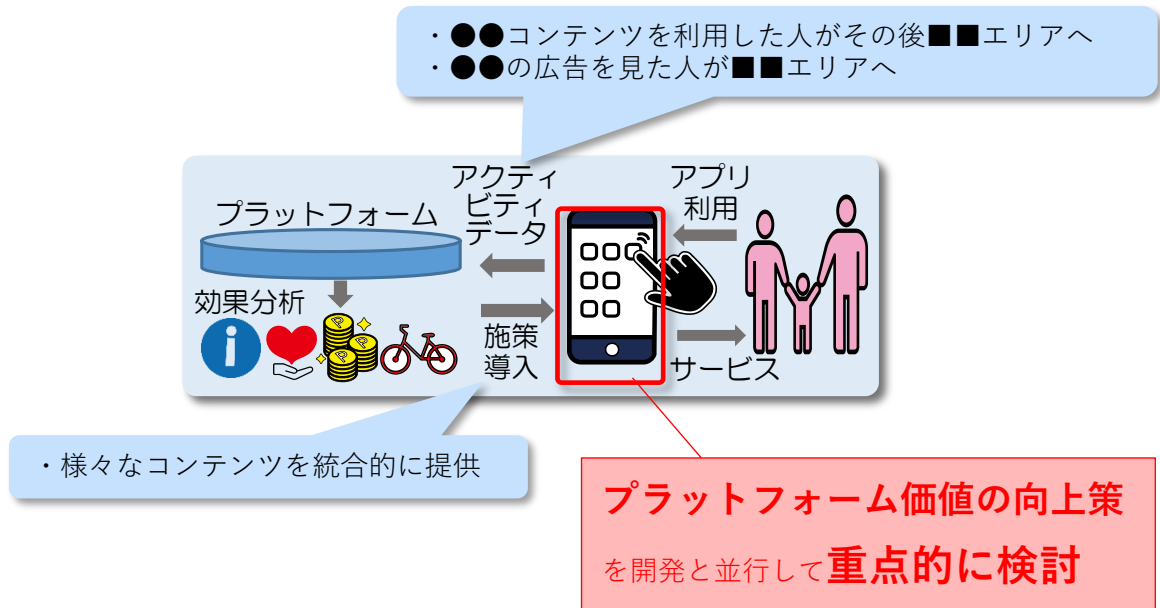 ・●●コンテンツを利用した人がその後■■エリアへ
・●●の広告を見た人が■■エリアへ
プラットフォーム
アクティ
ビティ
データ
アプリ
利用
効果分析
施策
導入
サービス
・様々なコンテンツを統合的に提供
プラットフォーム価値の向上策
を開発と並行して重点的に検討